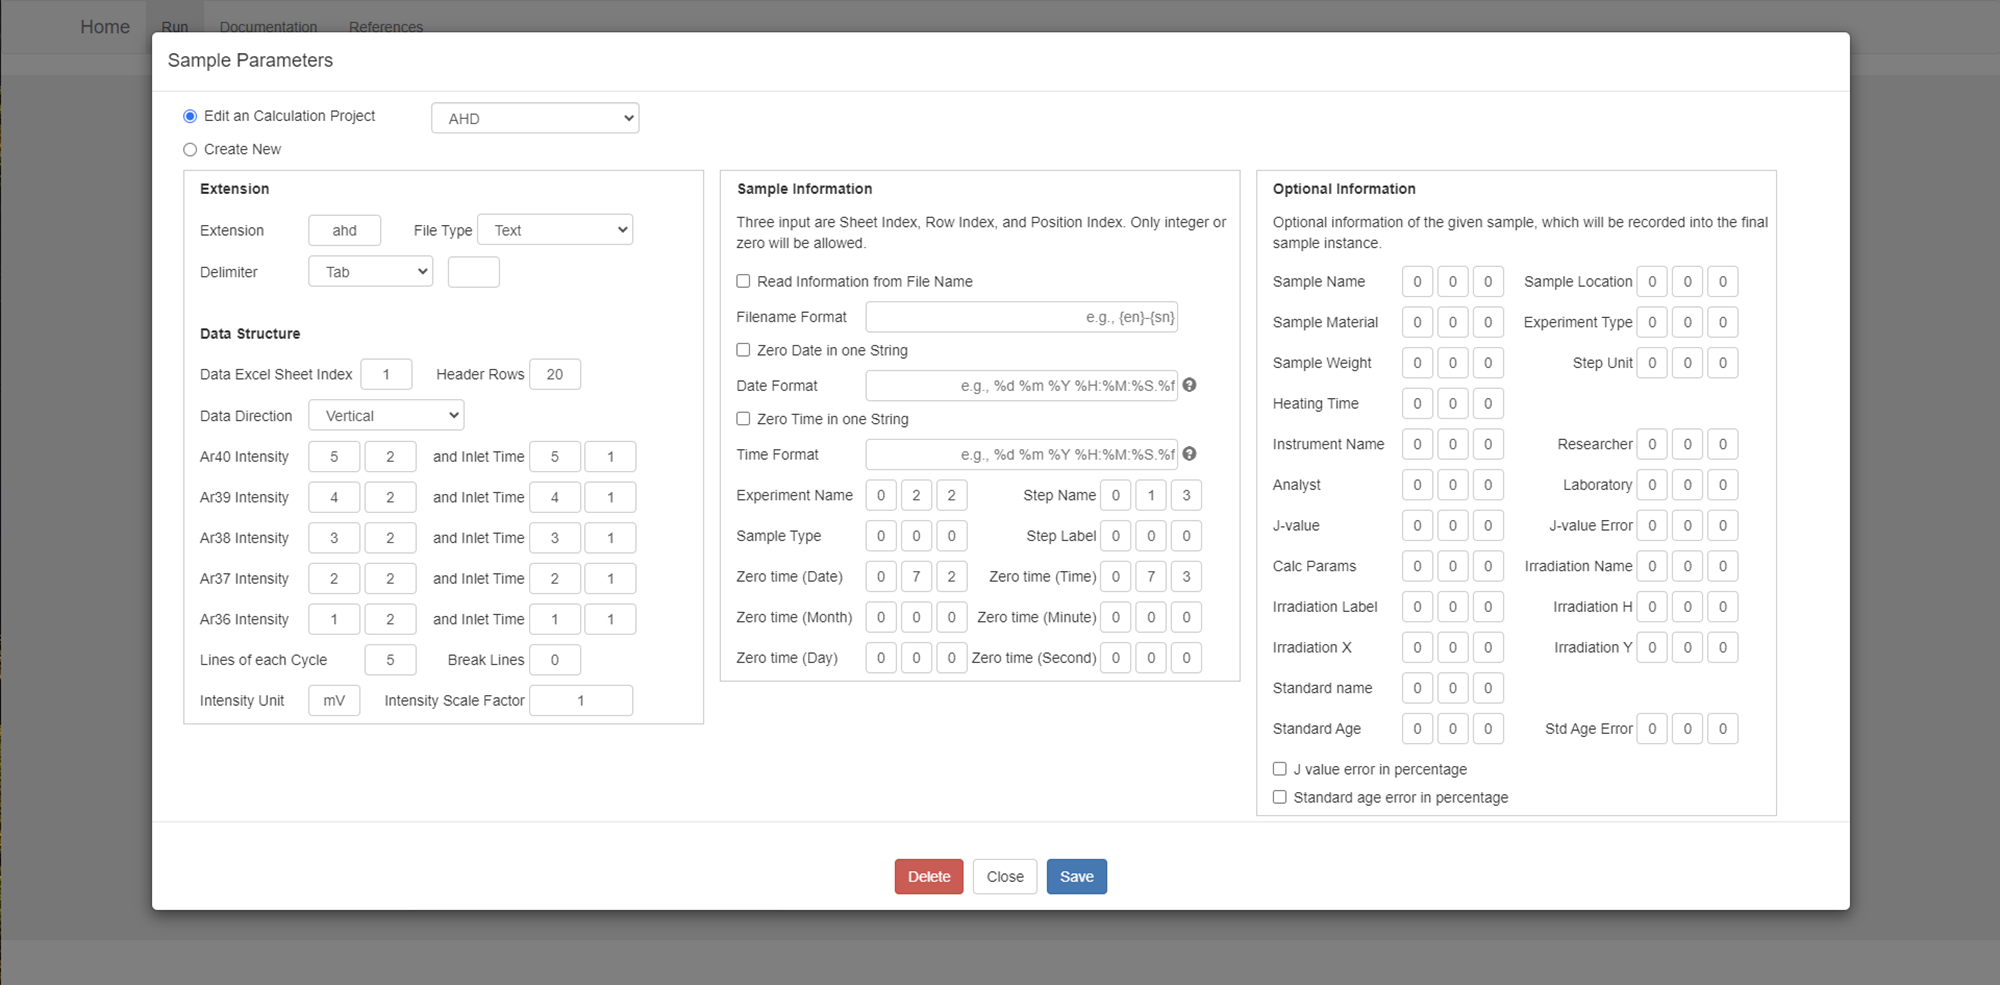 Home Run Documentation References
Sample Parameters
Edit an Calculation Project AHD
Create New
Extension
Extension ahd File Type Text
Delimiter Tab
Data Structure
Data Excel Sheet Index 1 Header Rows 20
Data Direction Vertical
Ar40 Intensity 5 2 and Inlet Time 5 1
Ar39 Intensity 4 2 and Inlet Time 4 1
Ar38 Intensity 3 2 and Inlet Time 3 1
Ar37 Intensity 2 2 and Inlet Time 2 1
Ar36 Intensity 1 2 and Inlet Time 1 1
Lines of each Cycle 5 Break Lines 0
Intensity Unit mV Intensity Scale Factor 1
Sample Information
Three input are Sheet Index, Row Index, and Position Index. Only integer or
zero will be allowed.
Read Information from File Name
Filename Format e.g., {en}-{sn}
Zero Date in one String
Date Format e.g., %d %m %Y %H:%M:%S.%f
Zero Time in one String
Time Format e.g., %d %m %Y %H:%M:%S.%f
Experiment Name 0 2 2 Step Name 0 1 3
Sample Type 0 0 0 Step Label 0 0 0
Zero time (Date) 0 7 2 Zero time (Time) 0 7 3
Zero time (Month) 0 0 0 Zero time (Minute) 0 0 0
Zero time (Day) 0 0 0 Zero time (Second) 0 0 0
Optional Information
Optional information of the given sample, which will be recorded into the final
sample instance.
Sample Name 0 0 0 Sample Location 0 0 0
Sample Material 0 0 0 Experiment Type 0 0 0
Sample Weight 0 0 0 Step Unit 0 0 0
Heating Time 0 0 0
Instrument Name 0 0 0 Researcher 0 0 0
Analyst 0 0 0 Laboratory 0 0 0
J-value 0 0 0 J-value Error 0 0 0
Calc Params 0 0 0 Irradiation Name 0 0 0
Irradiation Label 0 0 0 Irradiation H 0 0 0
Irradiation X 0 0 0 Irradiation Y 0 0 0
Standard name 0 0 0
Standard Age 0 0 0 Std Age Error 0 0 0
J value error in percentage
Standard age error in percentage
Delete Close Save